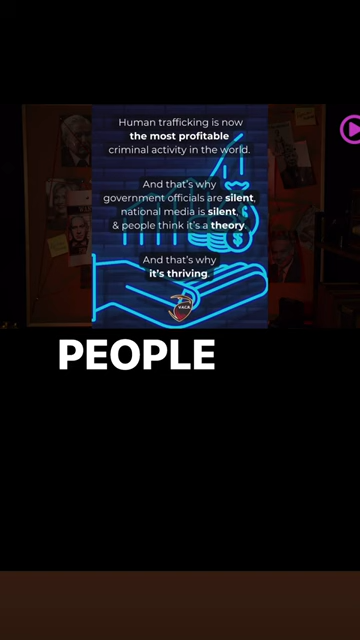 Human trafficking is now
the most profitable
criminal activity in the world.
And that's why
government officials are silent,
national media is silent,
& people think it's a theory.
And that's why
it's thriving.
PEOPLE